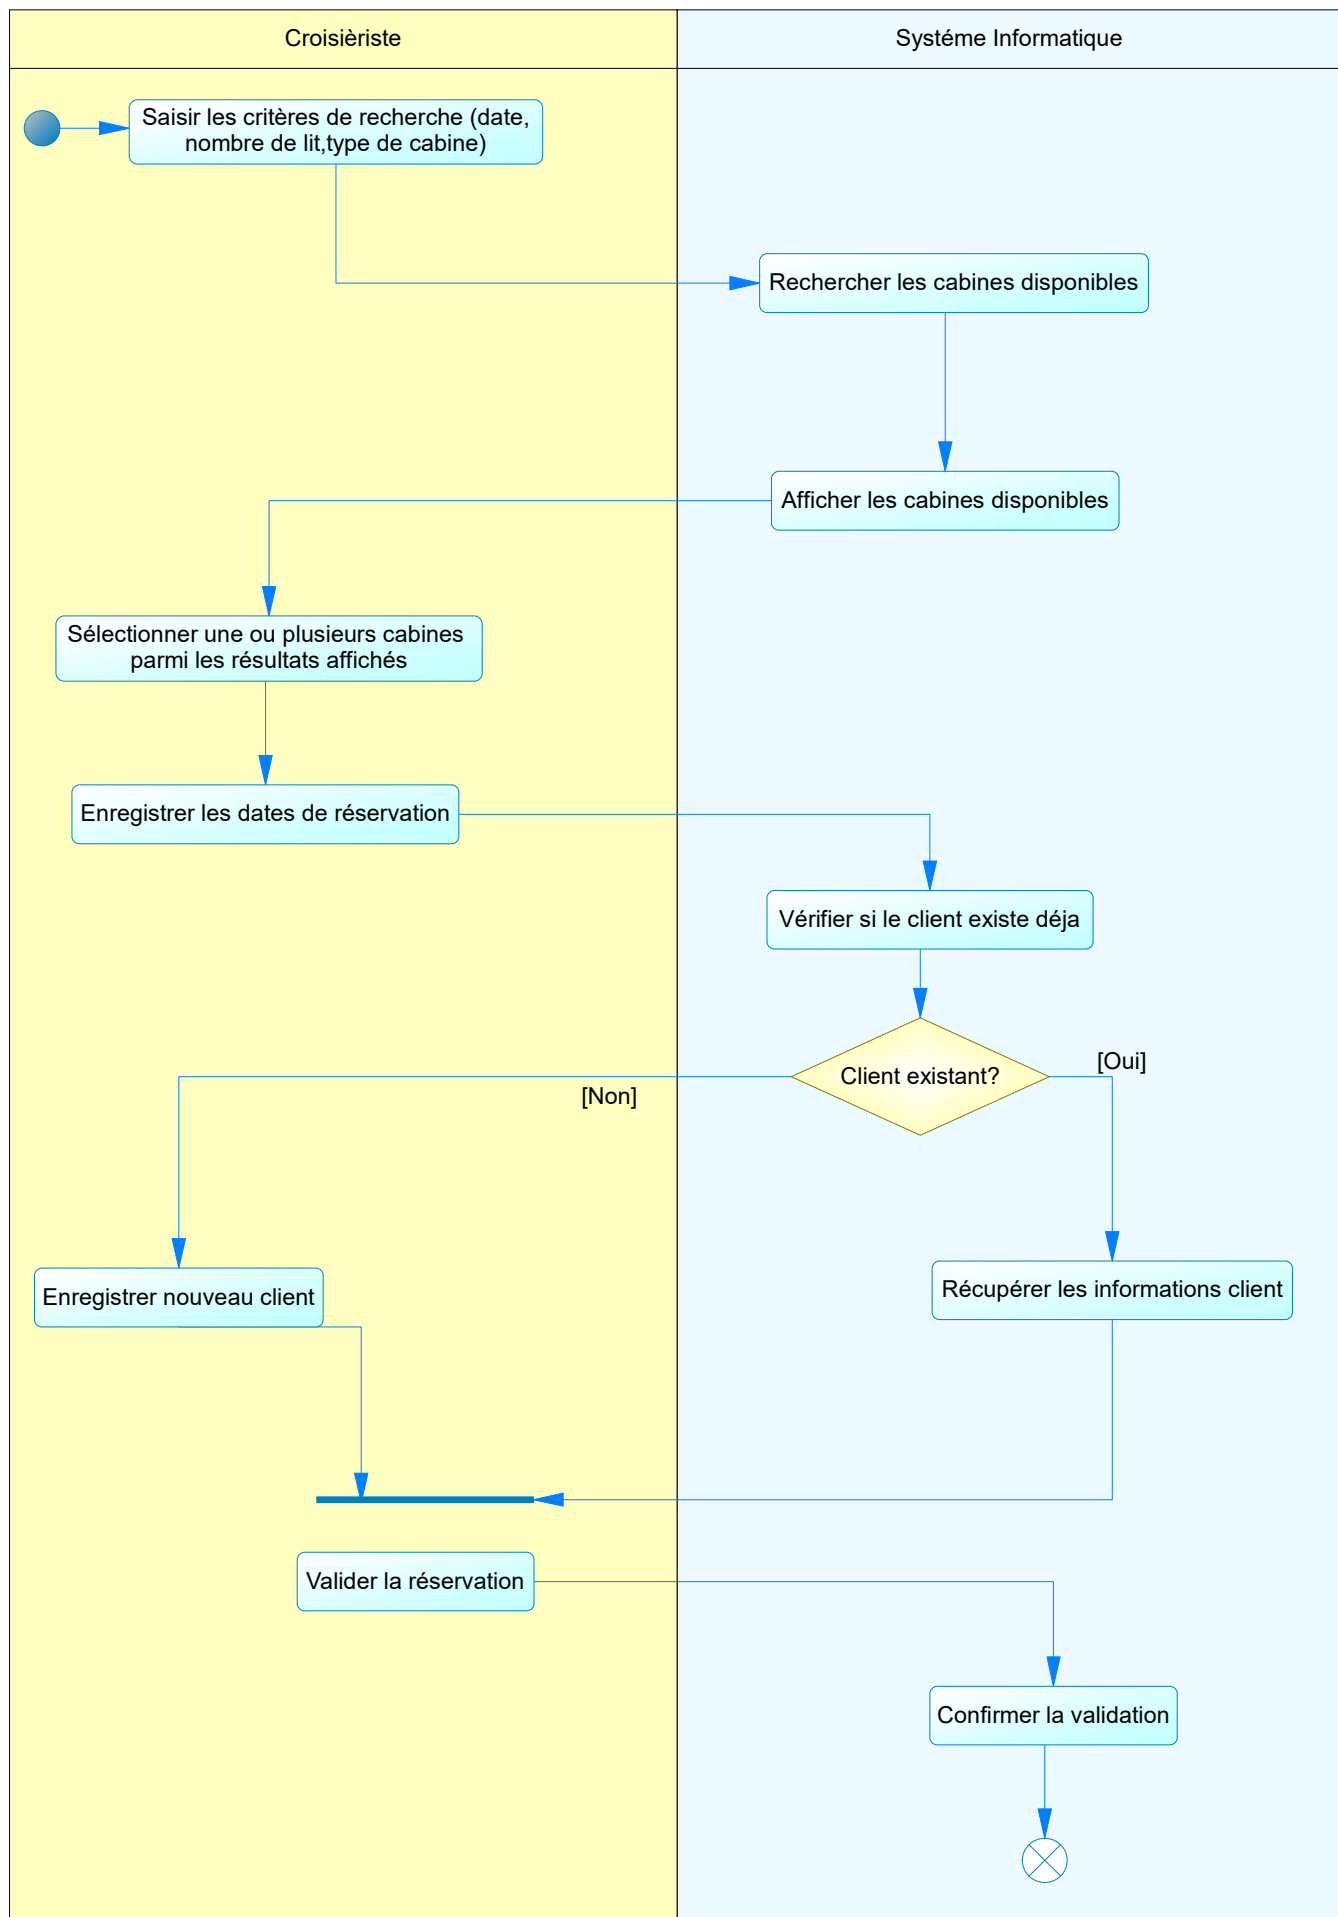 Croisièriste
Systéme Informatique
Saisir les critères de recherche (date,
nombre de lit,type de cabine)
Rechercher les cabines disponibles
Afficher les cabines disponibles
Sélectionner une ou plusieurs cabines
parmi les résultats affichés
Enregistrer les dates de réservation
Vérifier si le client existe déja
Client existant?
[Oui]
[Non]
Enregistrer nouveau client
Récupérer les informations client
Valider la réservation
Confirmer la validation